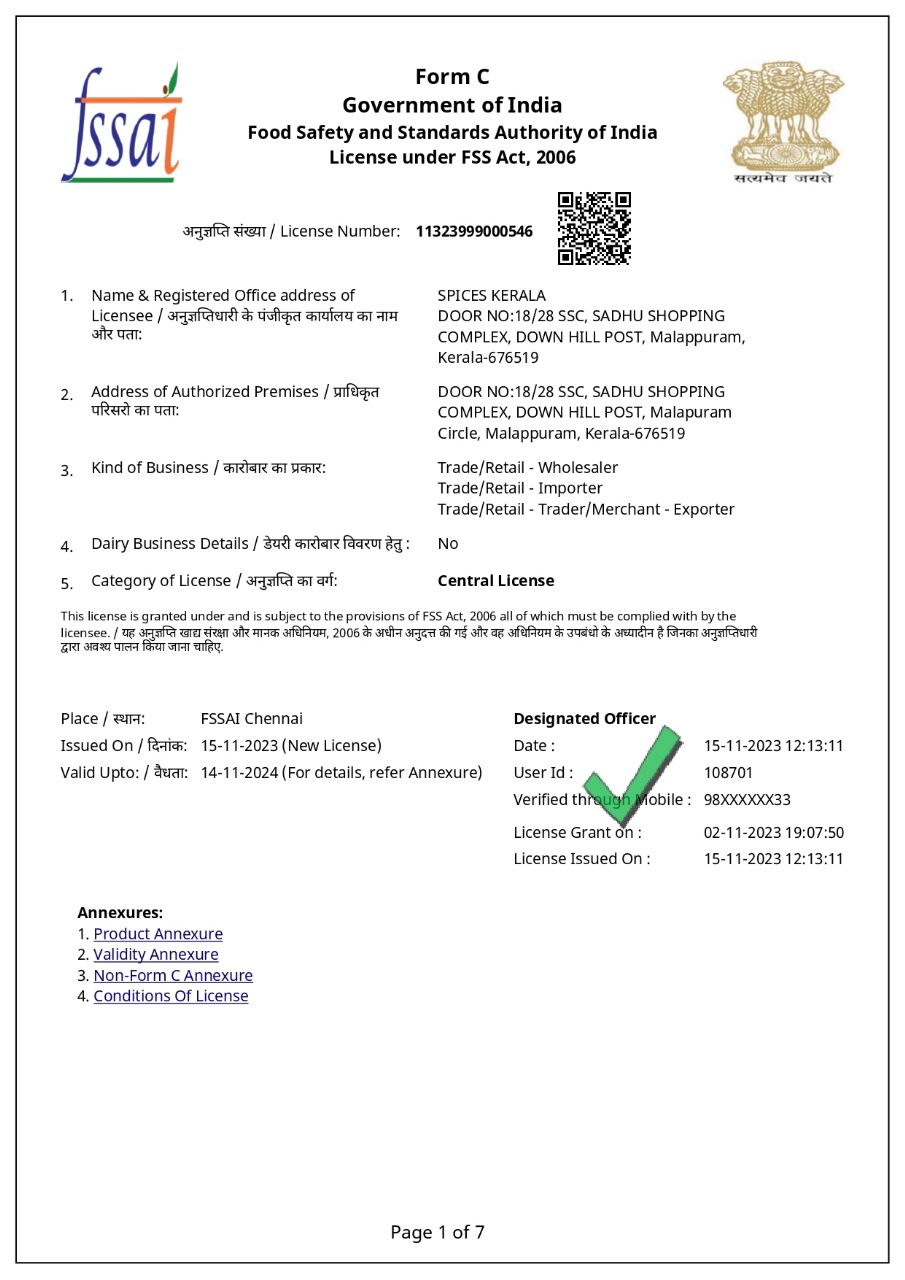 fssai
Form C
Government of India
Food Safety and Standards Authority of India
License under FSS Act, 2006
सत्यमेव जयते
अनुज्ञप्ति संख्या / License Number: 11323999000546
1. Name & Registered Office address of
Licensee / अनुज्ञप्तिधारी के पंजीकृत कार्यालय का नाम
और पता:
SPICES KERALA
DOOR NO:18/28 SSC, SADHU SHOPPING
COMPLEX, DOWN HILL POST, Malappuram,
Kerala-676519
2. Address of Authorized Premises / प्राधिकृत
परिसरो का पता:
DOOR NO:18/28 SSC, SADHU SHOPPING
COMPLEX, DOWN HILL POST, Malapuram
Circle, Malappuram, Kerala-676519
3. Kind of Business / कारोबार का प्रकार:
Trade/Retail - Wholesaler
Trade/Retail - Importer
Trade/Retail - Trader/Merchant - Exporter
4. Dairy Business Details / डेयरी कारोबार विवरण हेतु : No
5. Category of License / अनुज्ञप्ति का वर्ग: Central License
This license is granted under and is subject to the provisions of FSS Act, 2006 all of which must be complied with by the
licensee. / यह अनुज्ञप्ति खाद्य संरक्षा और मानक अधिनियम, 2006 के अधीन अनुदत्त की गई और वह अधिनियम के उपबंधो के अध्यादीन है जिनका अनुज्ञप्तिधारी
द्वारा अवश्य पालन किया जाना चाहिए.
Place / स्थान: FSSAI Chennai
Issued On / दिनांक: 15-11-2023 (New License)
Valid Upto: / वैधता: 14-11-2024 (For details, refer Annexure)
Designated Officer
Date : 15-11-2023 12:13:11
User Id : 108701
Verified through Mobile : 98XXXXXX33
License Grant on : 02-11-2023 19:07:50
License Issued On : 15-11-2023 12:13:11
Annexures:
1. Product Annexure
2. Validity Annexure
3. Non-Form C Annexure
4. Conditions Of License
Page 1 of 7